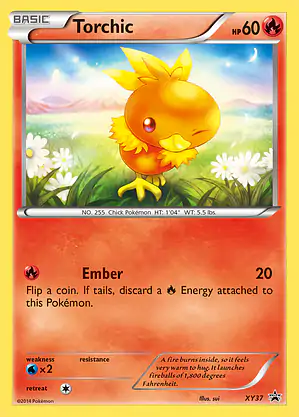 BASIC
Torchic
HP60
NO. 255 Chick Pokémon HT: 1'04" WT: 5.5 lbs
Ember 20
Flip a coin. If tails, discard a Energy attached to
this Pokémon.
weakness resistance
×2
retreat
A fire burns inside, so it feels
very warm to hug. It launches
fireballs of 1,800 degrees
Fahrenheit.
©2014 Pokémon
Illus. sui
XY37